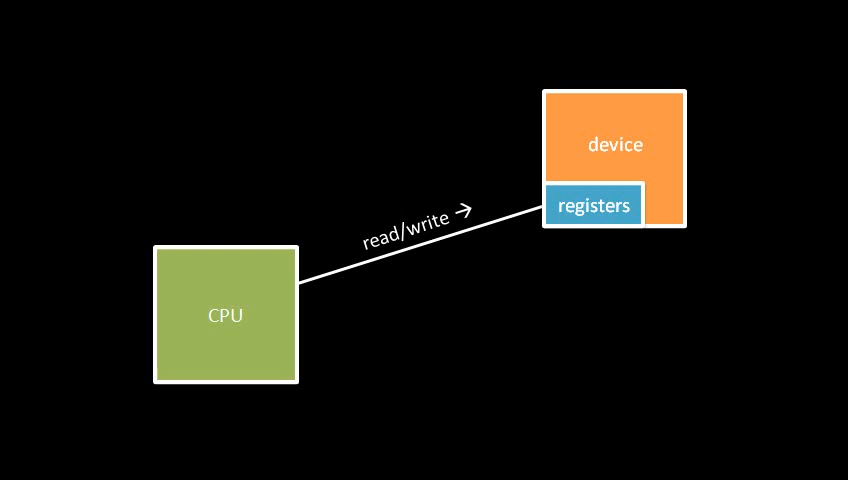 device
registers
read/write →
CPU